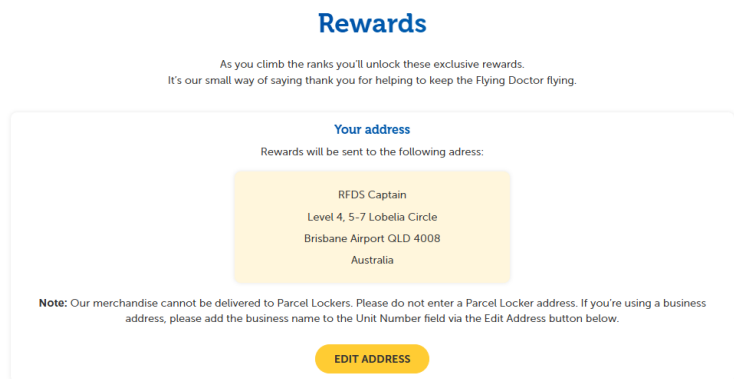 Rewards
As you climb the ranks you'll unlock these exclusive rewards.
It's our small way of saying thank you for helping to keep the Flying Doctor flying.
Your address
Rewards will be sent to the following adress:
RFDS Captain
Level 4, 5-7 Lobelia Circle
Brisbane Airport QLD 4008
Australia
Note: Our merchandise cannot be delivered to Parcel Lockers. Please do not enter a Parcel Locker address. If you're using a business
address, please add the business name to the Unit Number field via the Edit Address button below.
EDIT ADDRESS